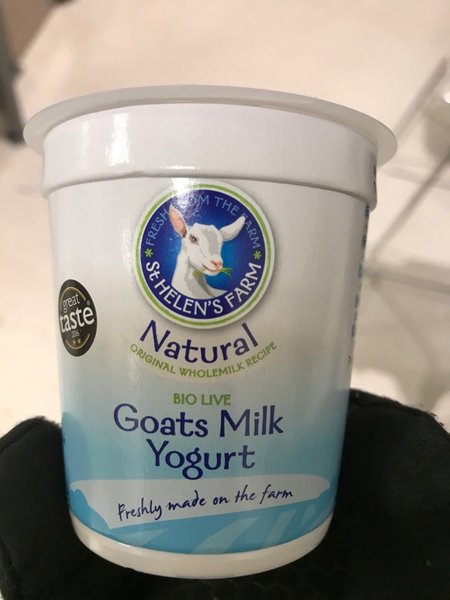 FRESH FROM THE FARM
St HELEN'S FARM
great
taste
2016
Natural
ORIGINAL WHOLEMILK RECIPE
BIO LIVE
Goats Milk
Yogurt
Freshly made on the farm